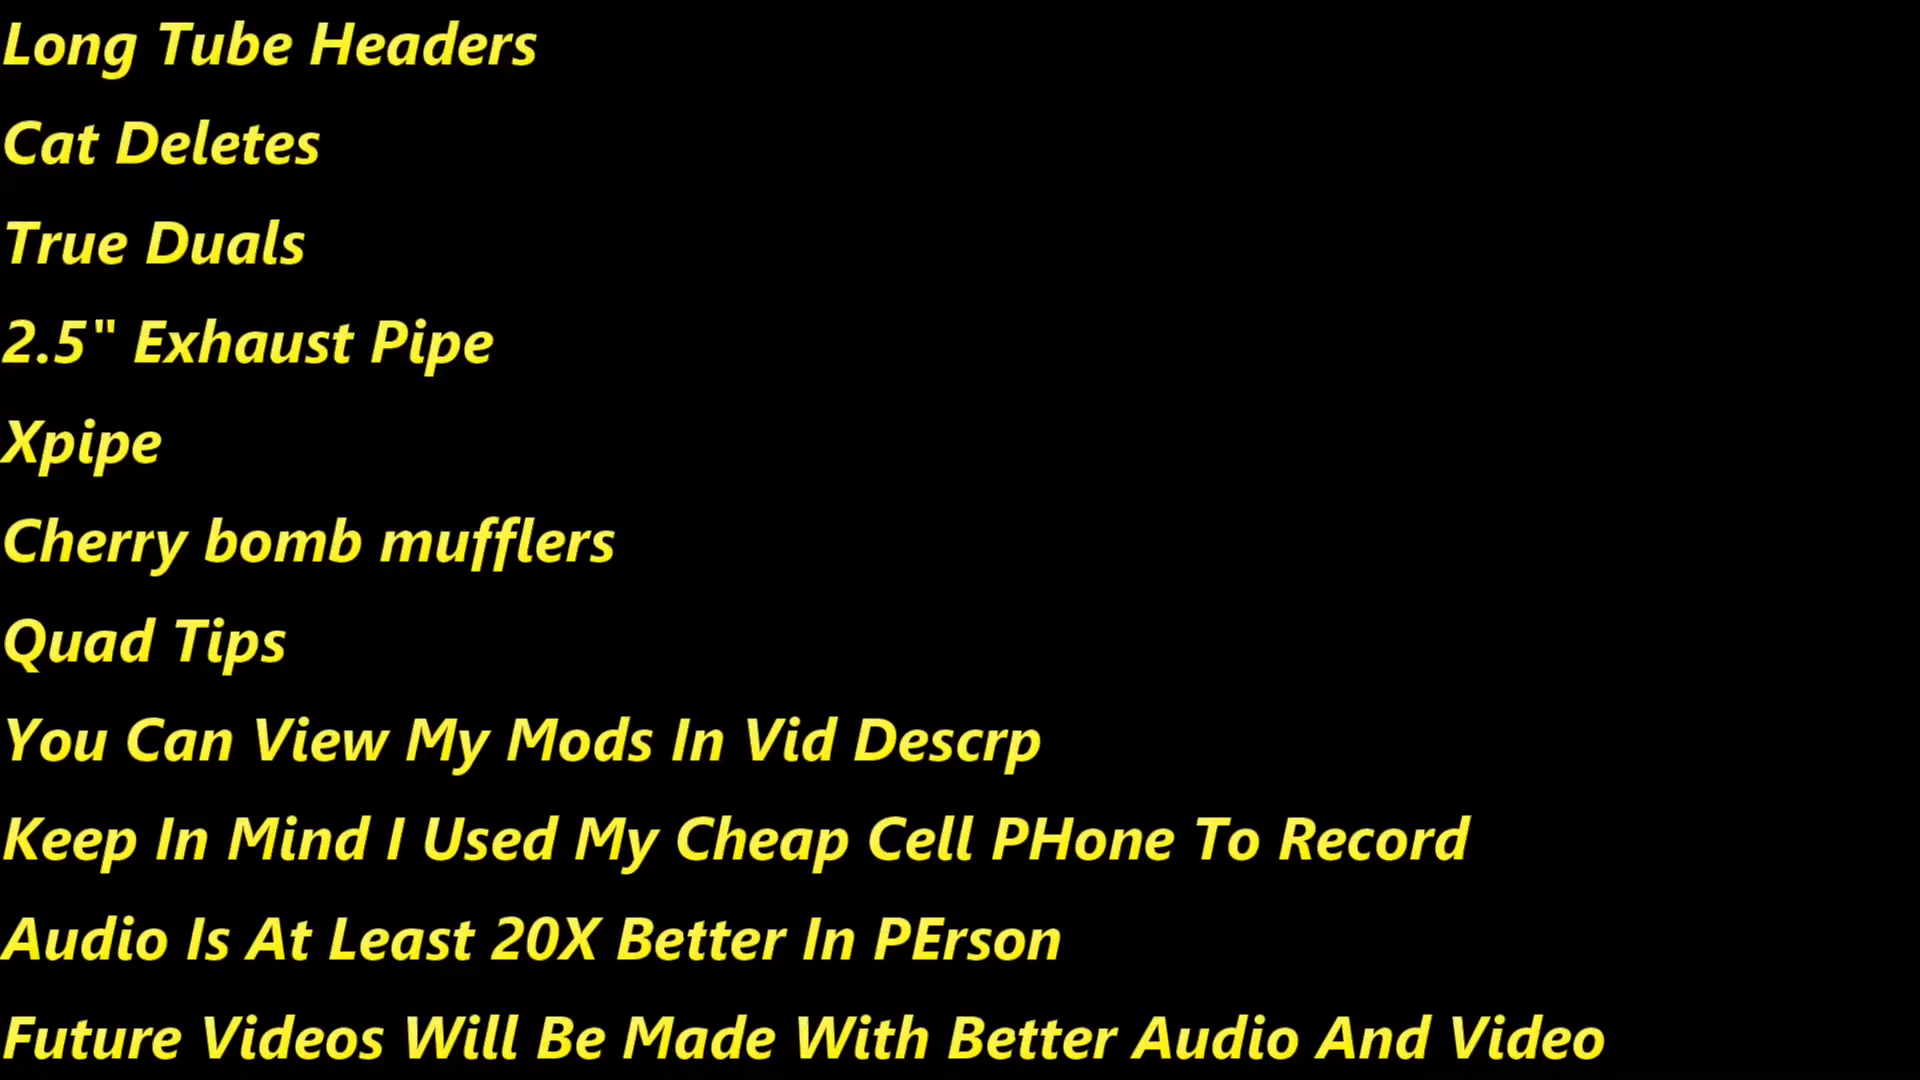 Long Tube Headers
Cat Deletes
True Duals
2.5" Exhaust Pipe
Xpipe
Cherry bomb mufflers
Quad Tips
You Can View My Mods In Vid Descrp
Keep In Mind I Used My Cheap Cell PHone To Record
Audio Is At Least 20X Better In PErson
Future Videos Will Be Made With Better Audio And Video